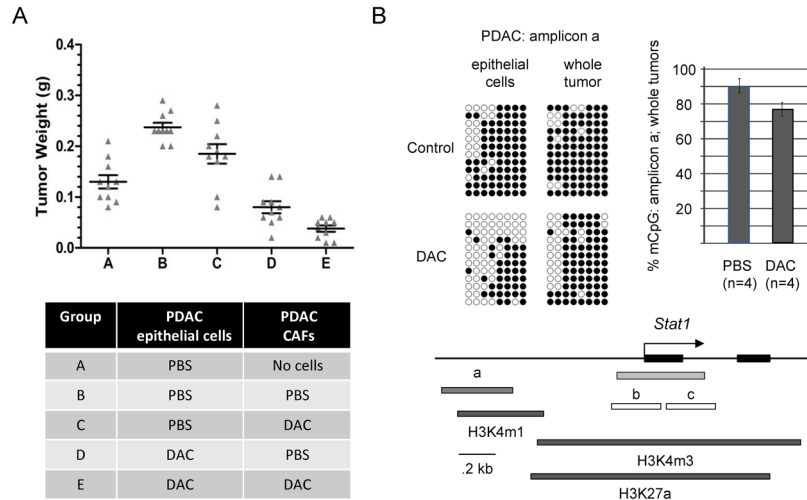 A
Tumor Weight (g)
0.4
0.3
0.2
0.1
0.0
A B C D E
Group PDAC epithelial cells PDAC CAFs
A PBS No cells
B PBS PBS
C PBS DAC
D DAC PBS
E DAC DAC
B
PDAC: amplicon a
epithelial cells
whole tumor
Control
DAC
% mCpG: amplicon a; whole tumors
100
80
60
40
20
PBS (n=4)
DAC (n=4)
Stat1
a
b
c
H3K4m1
.2 kb
H3K4m3
H3K27a